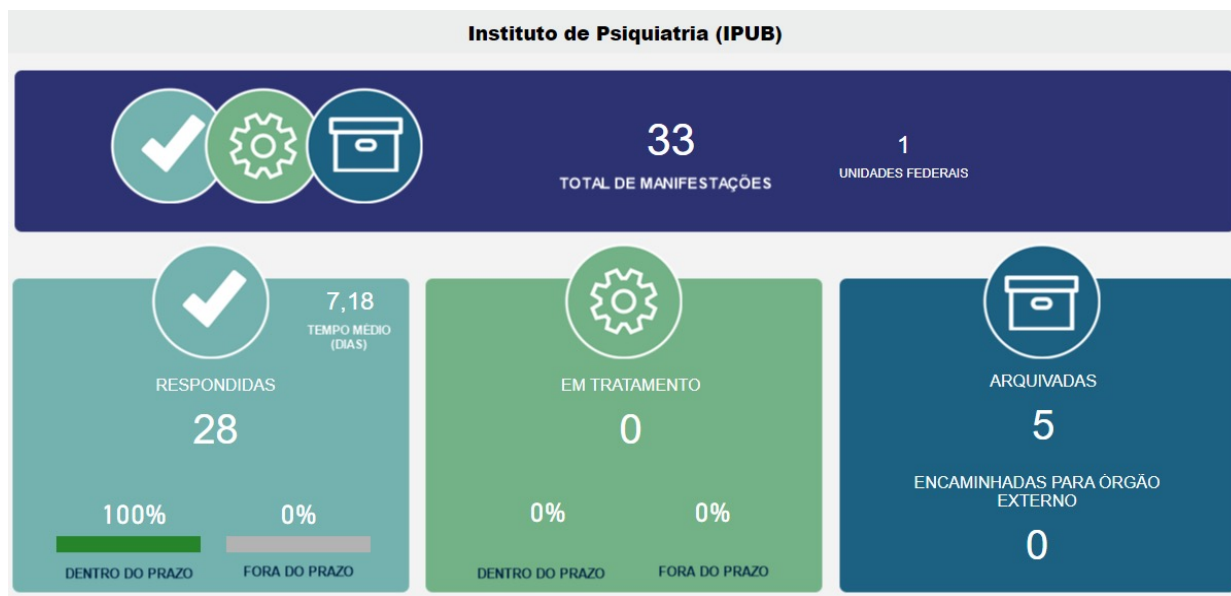 Instituto de Psiquiatria (IPUB)
33
TOTAL DE MANIFESTAÇÕES
1
UNIDADES FEDERAIS
7,18
TEMPO MÉDIO
(DIAS)
RESPONDIDAS
28
100%
0%
DENTRO DO PRAZO
FORA DO PRAZO
EM TRATAMENTO
0
0%
0%
DENTRO DO PRAZO
FORA DO PRAZO
ARQUIVADAS
5
ENCAMINHADAS PARA ÓRGÃO
EXTERNO
0